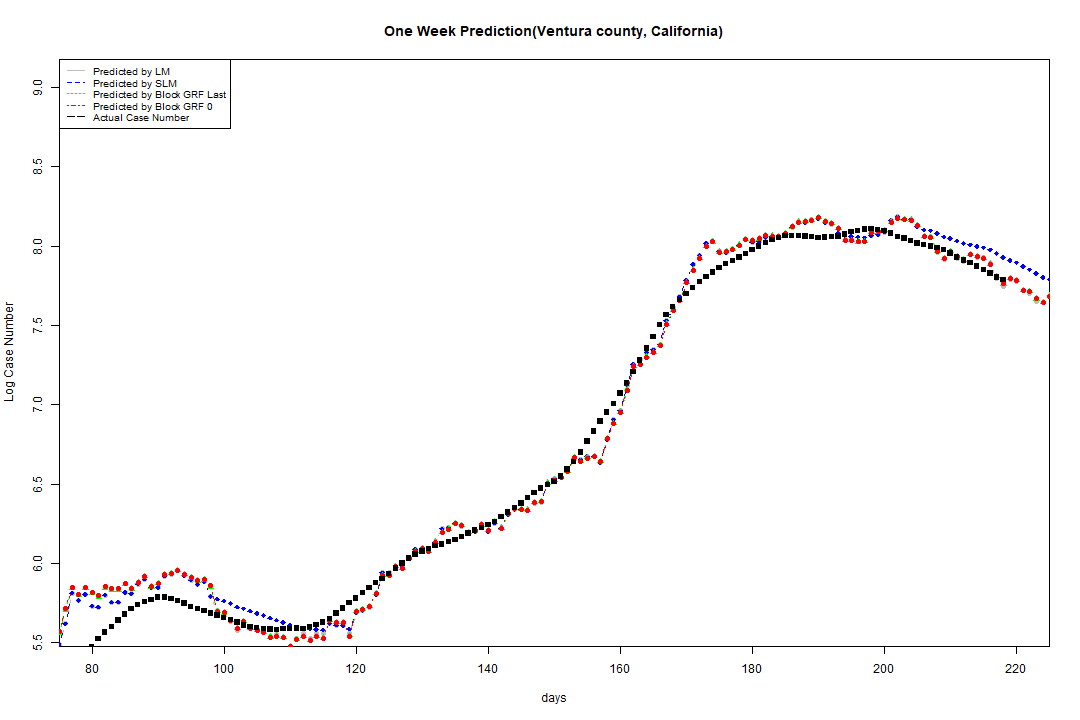 One Week Prediction(Ventura county, California)
Predicted by LM
Predicted by SLM
Predicted by Block GRF Last
Predicted by Block GRF 0
Actual Case Number
9.0
8.5
8.0
7.5
7.0
6.5
6.0
5.5
Log Case Number
80 100 120 140 160 180 200 220
days